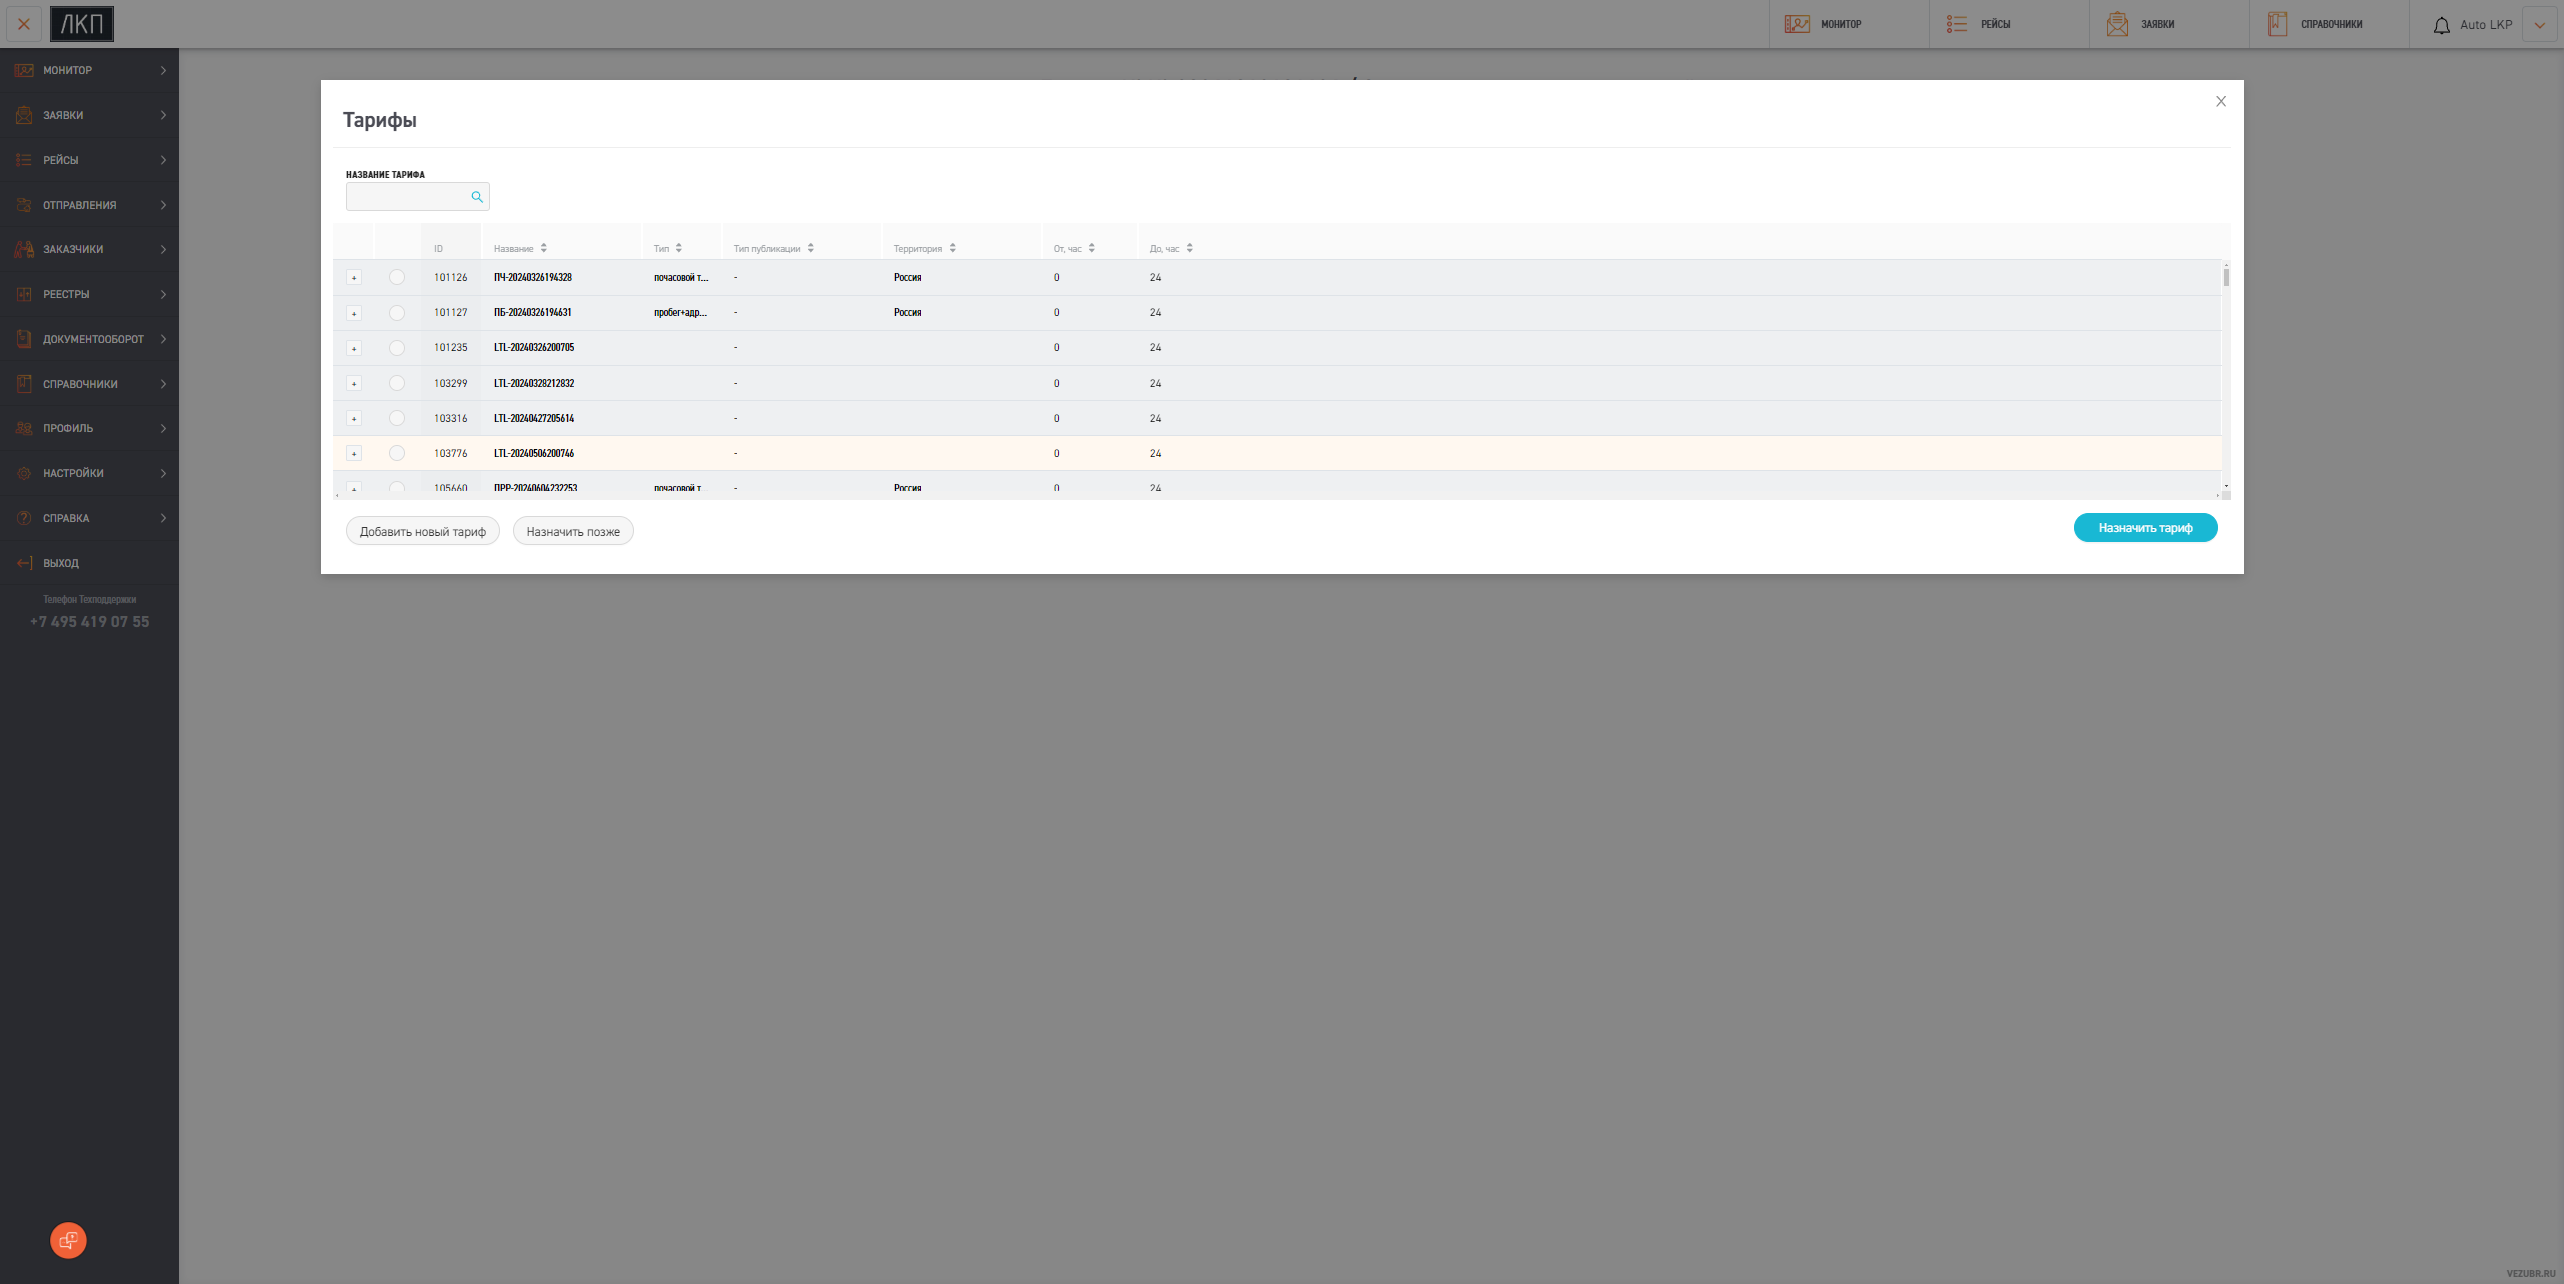 ЛКП
МОНИТОР
РЕЙСЫ
ЗАЯВКИ
СПРАВОЧНИКИ
Auto LKP
МОНИТОР
ЗАЯВКИ
РЕЙСЫ
ОТПРАВЛЕНИЯ
ЗАКАЗЧИКИ
РЕЕСТРЫ
ДОКУМЕНТООБОРОТ
СПРАВОЧНИКИ
ПРОФИЛЬ
НАСТРОЙКИ
СПРАВКА
ВЫХОД
Телефон Техподдержки
+7 495 419 07 55
Тарифы
НАЗВАНИЕ ТАРИФА
ID Название Тип Тип публикации Территория От, час До, час
+ 101126 ПЧ-20240326194328 почасовой т... - Россия 0 24
+ 101127 ПБ-20240326194631 пробег+адр... - Россия 0 24
+ 101235 LTL-20240326200705 - 0 24
+ 103299 LTL-20240328212832 - 0 24
+ 103316 LTL-20240427205614 - 0 24
+ 103776 LTL-20240506200746 - 0 24
+ 105660 ПРР-20240604232253 почасовой т... - Россия 0 24
Добавить новый тариф
Назначить позже
Назначить тариф
VEZUBR.RU